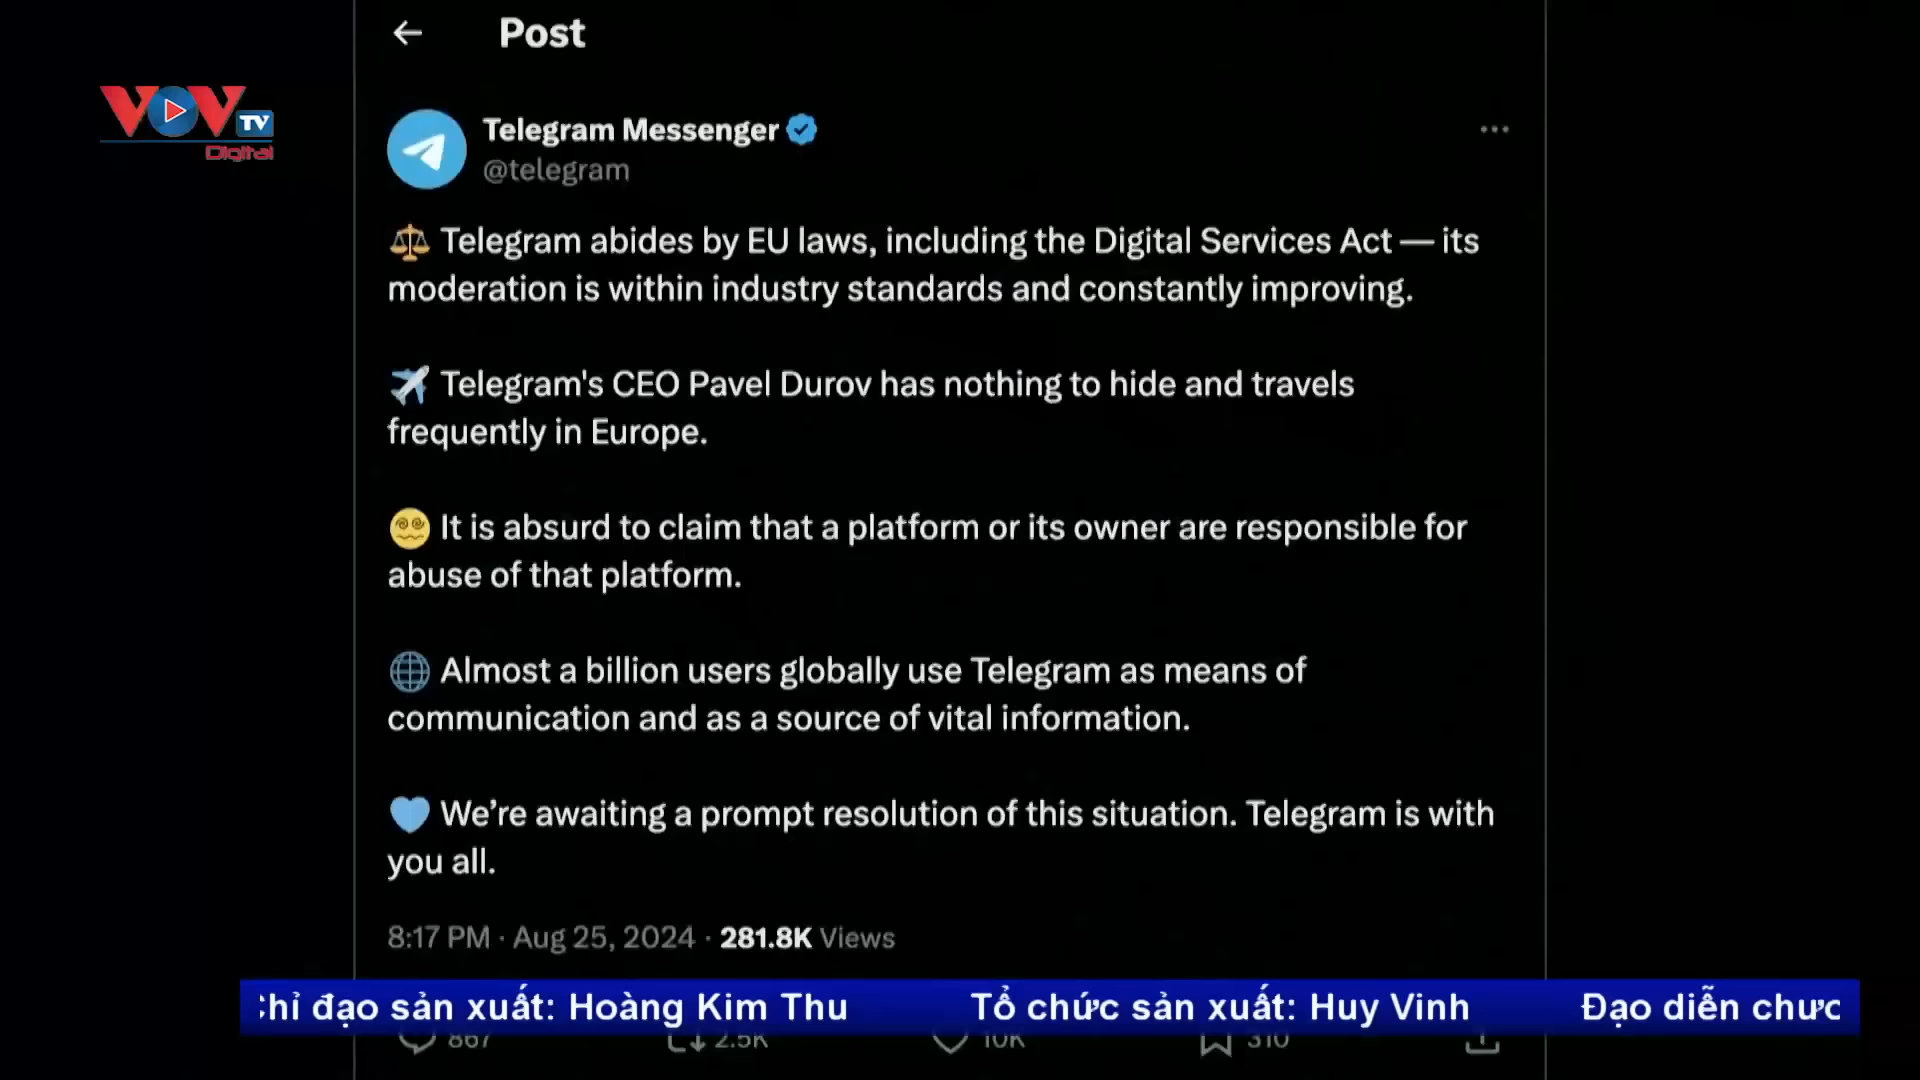 Post
VOV TV
Digital
Telegram Messenger
@telegram
Telegram abides by EU laws, including the Digital Services Act — its
moderation is within industry standards and constantly improving.
Telegram's CEO Pavel Durov has nothing to hide and travels
frequently in Europe.
It is absurd to claim that a platform or its owner are responsible for
abuse of that platform.
Almost a billion users globally use Telegram as means of
communication and as a source of vital information.
We’re awaiting a prompt resolution of this situation. Telegram is with
you all.
8:17 PM · Aug 25, 2024 · 281.8K Views
hỉ đạo sản xuất: Hoàng Kim Thu Tổ chức sản xuất: Huy Vinh Đạo diễn
867 2.5K 10K 310